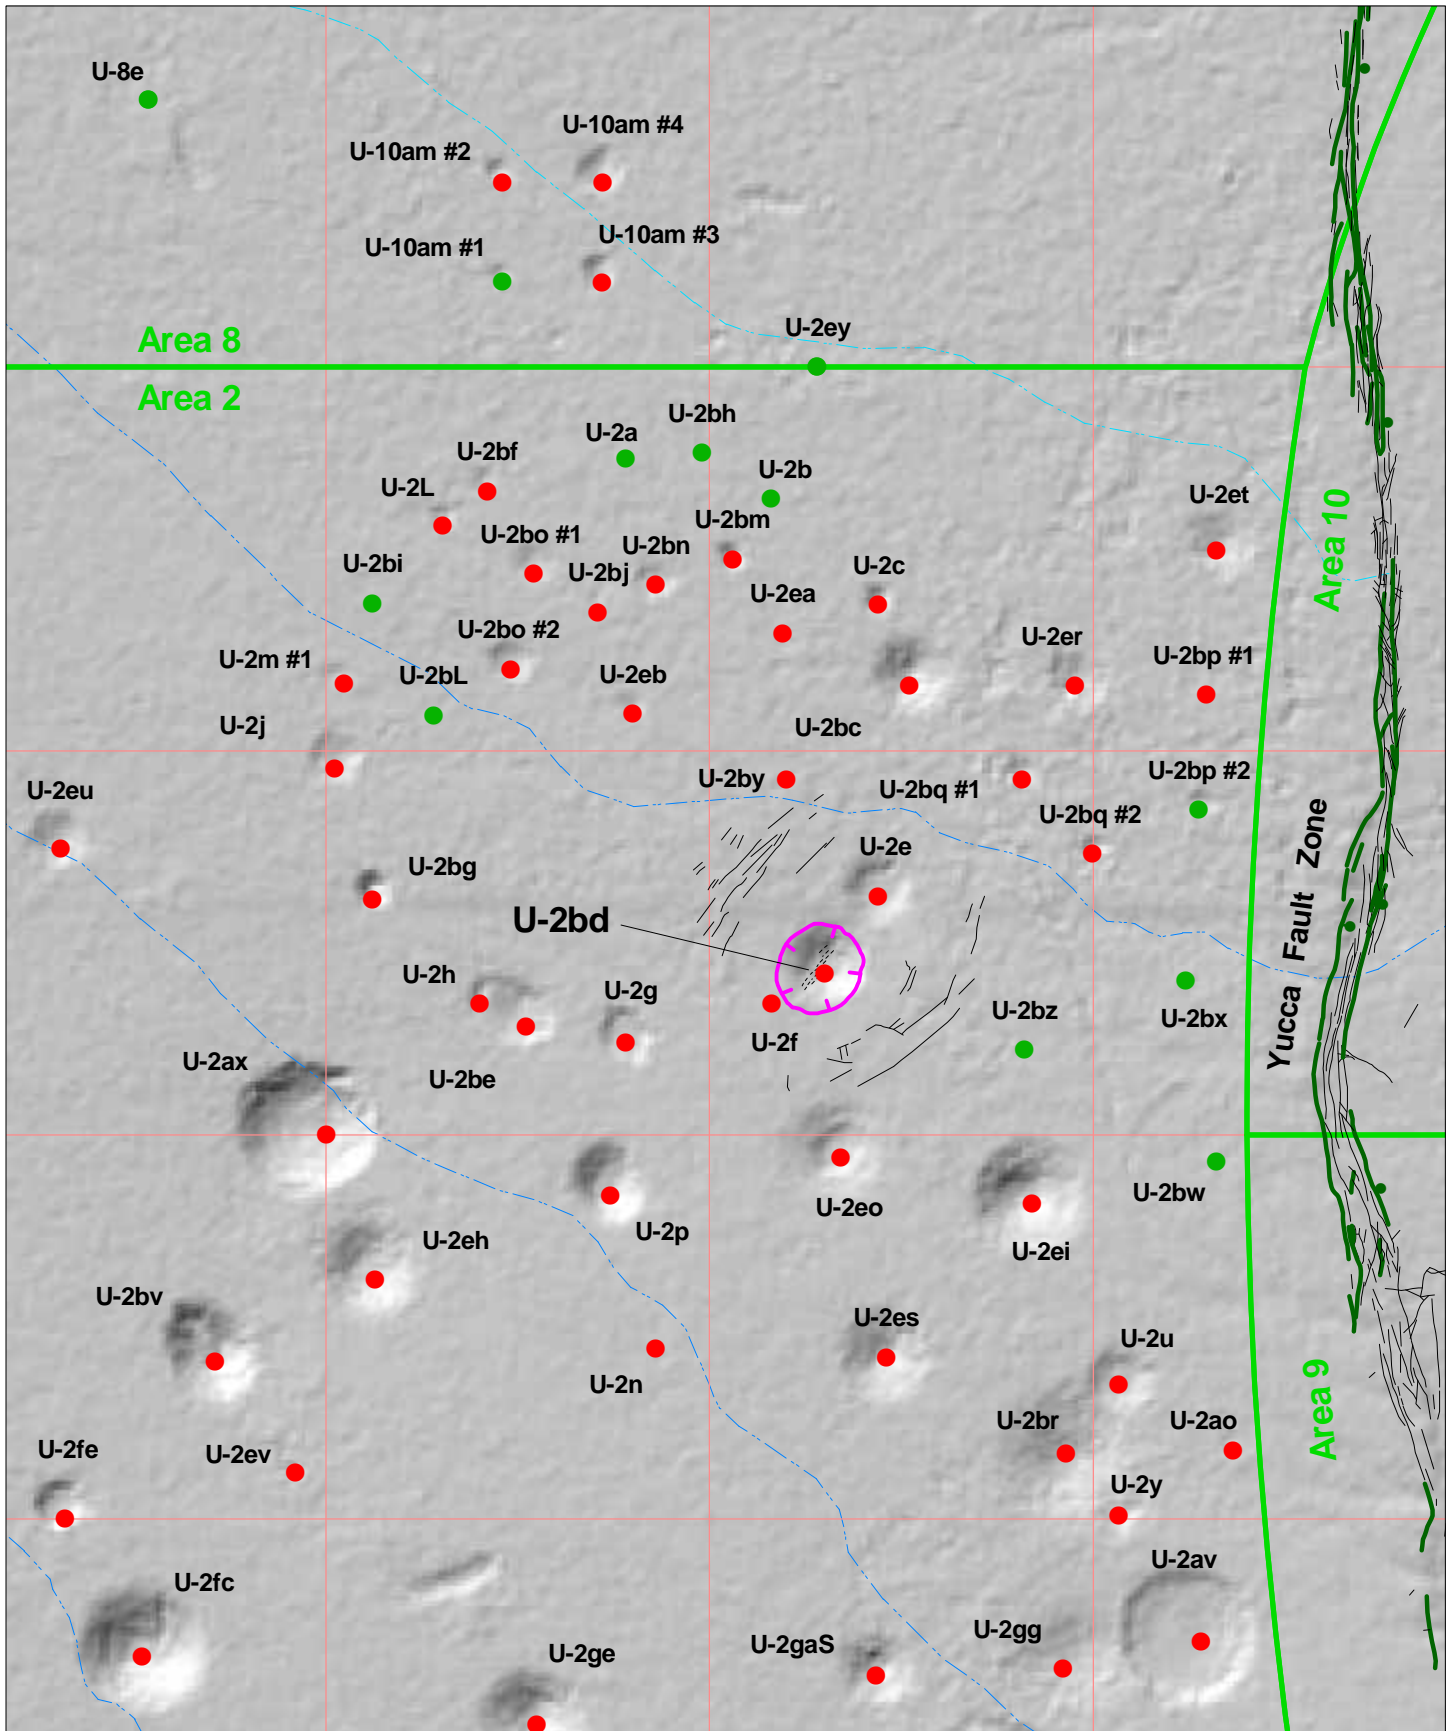 U-8e
U-10am #4
U-10am #2
U-10am #3
U-10am #1
U-2ey
Area 8
Area 2
U-2bh
U-2a
U-2bf
U-2b
U-2L
U-2et
U-2bm
U-2bo #1
U-2bn
Area 10
U-2bi
U-2bj
U-2c
U-2ea
U-2bo #2
U-2er
U-2bp #1
U-2m #1
U-2bL
U-2eb
U-2j
U-2bc
U-2by
U-2bq #1
U-2bp #2
U-2eu
U-2bq #2
U-2e
U-2bg
U-2bd
Yucca Fault Zone
U-2h
U-2g
U-2bz
U-2bx
U-2f
U-2ax
U-2be
U-2bw
U-2eo
U-2p
U-2eh
U-2ei
U-2bv
U-2es
U-2u
U-2n
Area 9
U-2br
U-2ao
U-2fe
U-2ev
U-2y
U-2av
U-2fc
U-2gaS
U-2gg
U-2ge